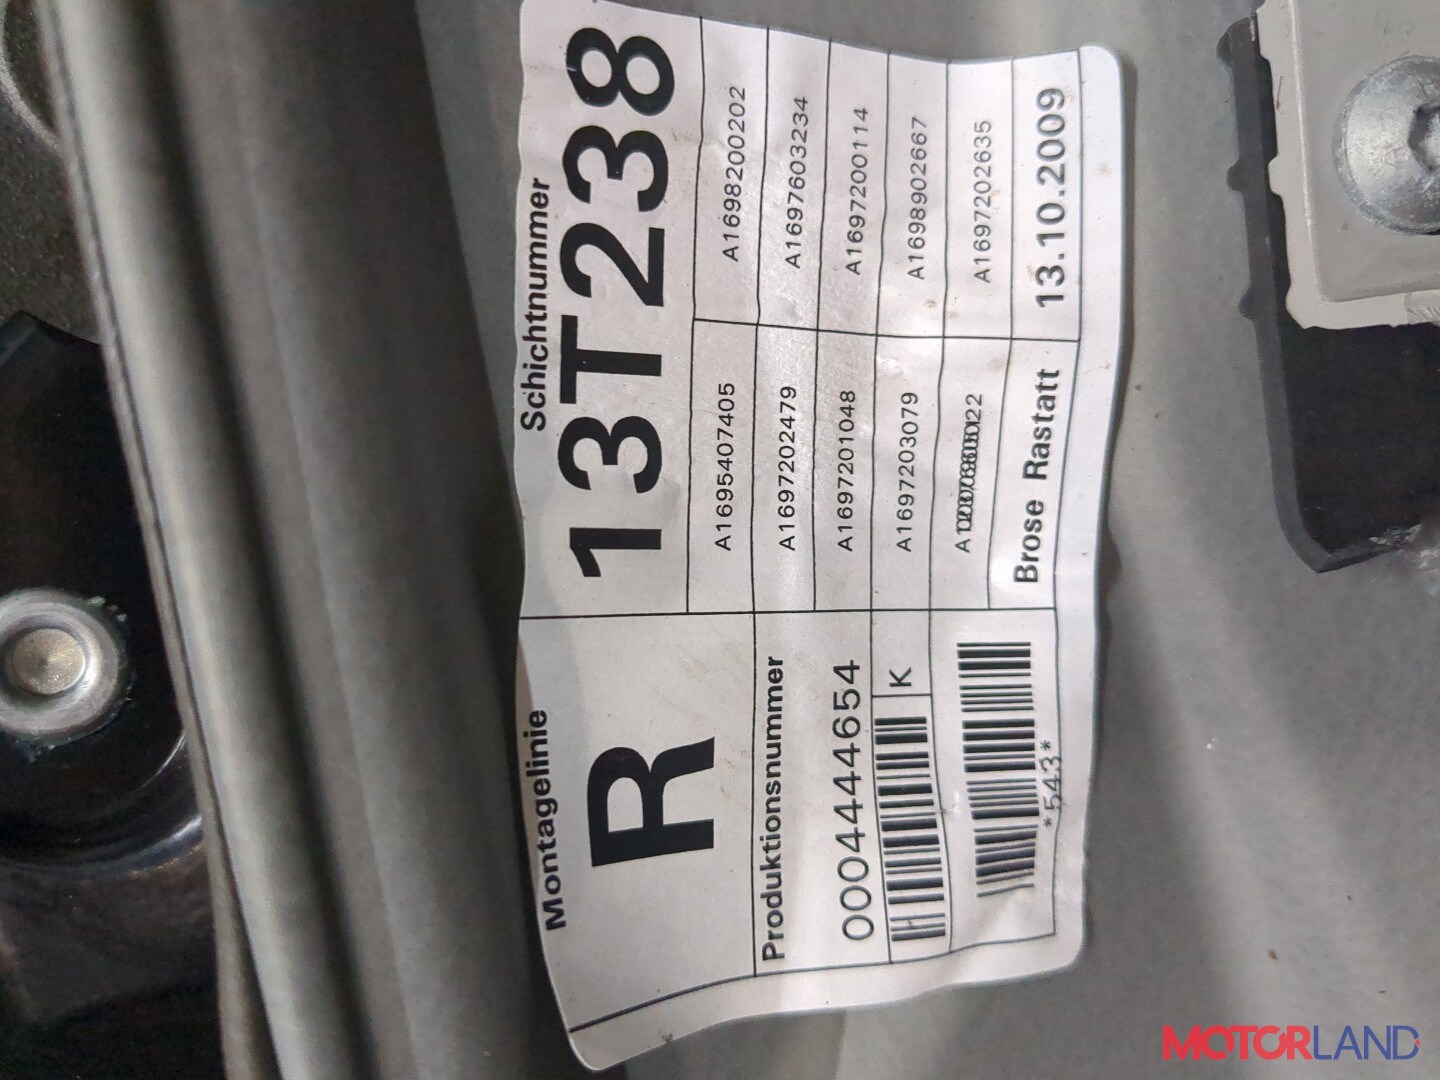 Montagelinie
Schichtnummer
R
13T238
A1695407405
A1698200202
Produktionsnummer
A1697202479
A1697603234
000444654
A1697201048
A1697200114
K
A1697203079
A1698902667
A1697202635
*543*
Brose Rastatt
13.10.2009
MOTORLAND